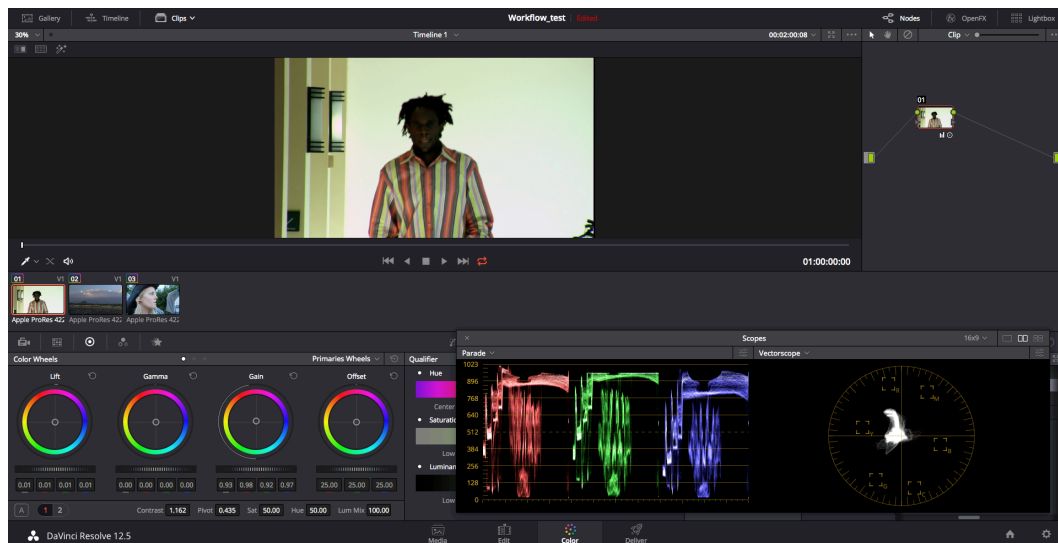 Gallery Timeline Clips Workflow_test Edited Nodes OpenFX Lightbox
30% Timeline 1 00:02:00:08 Clip
01
01:00:00:00
01 V1 02 V1 03 V1
Apple ProRes 422 Apple ProRes 422 Apple ProRes 422
Scopes 16x9
Color Wheels Primaries Wheels Qualifier Parade Vectorscope
Lift Gamma Gain Offset
Hue
Center
Saturatio
Low
Luminan
Low
1023
896
768
640
512
384
256
128
0
0.01 0.01 0.01 0.01 0.00 0.00 0.00 0.00 0.93 0.98 0.92 0.97 25.00 25.00 25.00
A 1 2 Contrast 1.162 Pivot 0.435 Sat 50.00 Hue 50.00 Lum Mix 100.00
DaVinci Resolve 12.5 Media Edit Color Deliver